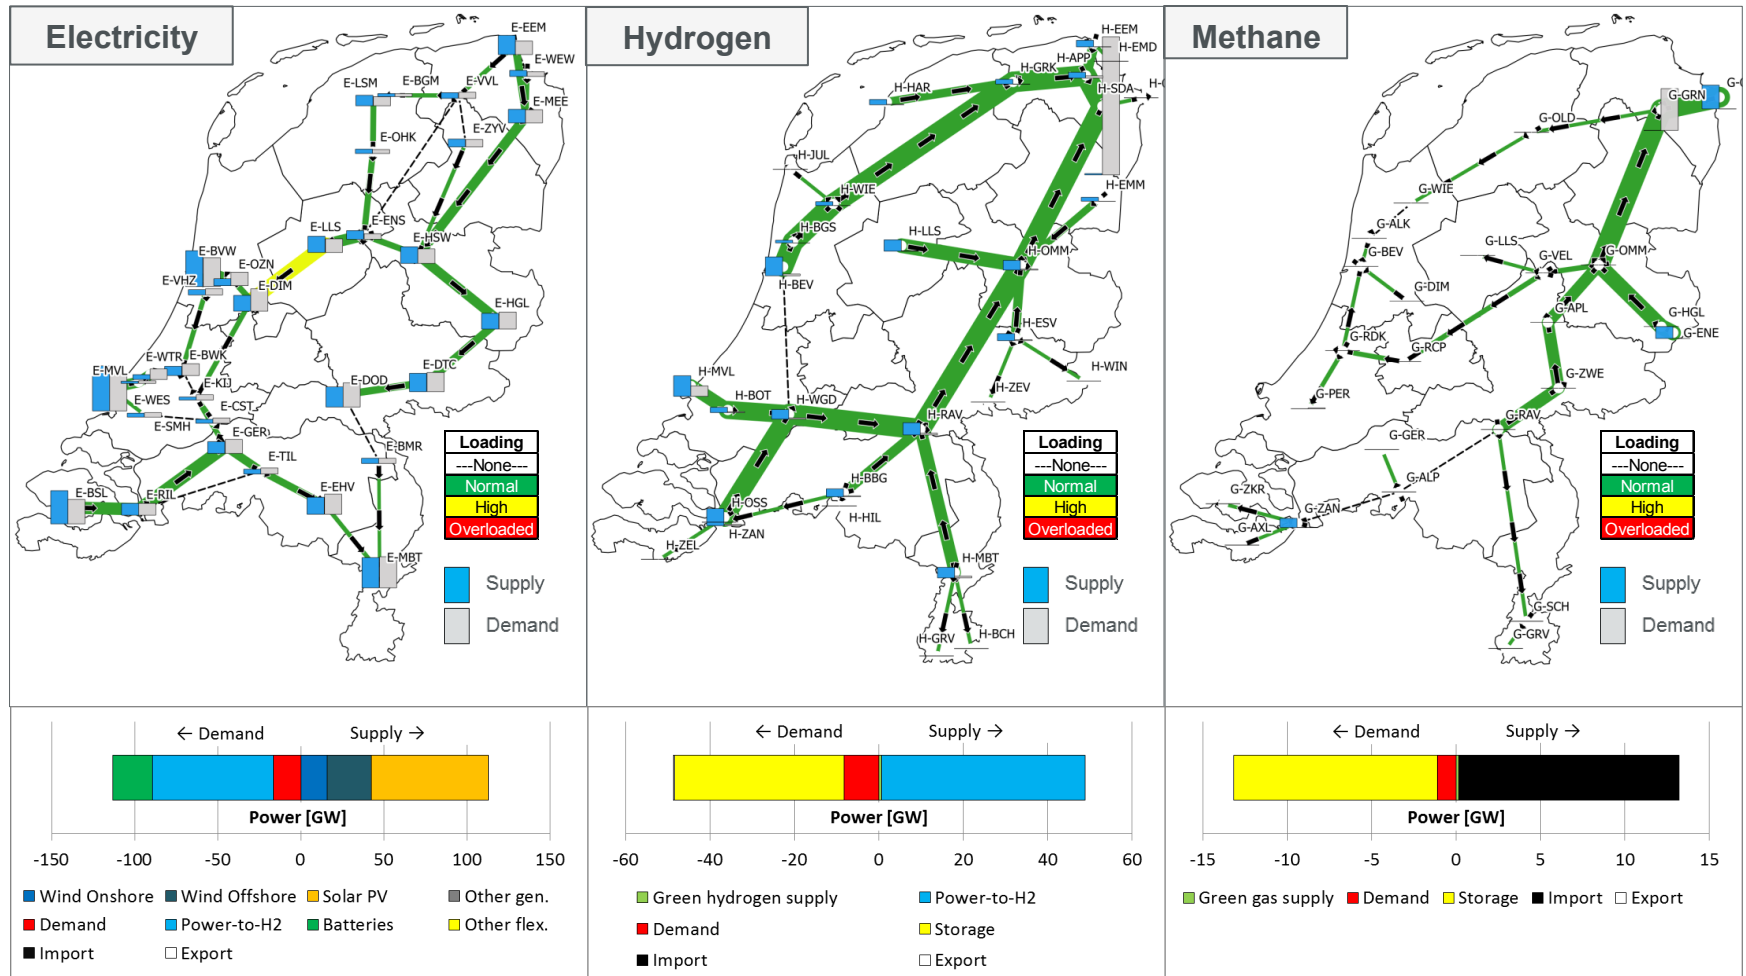 Electricity
E-EEM
E-WEW
E-LSM
E-BGM
E-VVL
E-MEE
E-ZYV
E-OHK
E-ENS
E-LLS
E-HSW
E-BVW
E-OZN
E-VHZ
E-DIM
E-HGL
E-WTR
E-BWK
E-MVL
E-KIJ
E-DOD
E-DTC
E-WES
E-CST
E-SMH
E-GER
E-BMR
E-TIL
E-BSL
E-RIL
E-EHV
E-MBT
Loading
---None---
Normal
High
Overloaded
Supply
Demand
Hydrogen
H-EEM
H-EMD
H-APP
H-GRK
H-HAR
H-SDA
H-JUL
H-WIE
H-EMM
H-BGS
H-LLS
H-OMM
H-BEV
H-ESV
H-WIN
H-MVL
H-ZEV
H-BOT
H-WGD
H-RAV
H-BBG
H-OSS
H-HIL
H-ZAN
H-ZEL
H-MBT
H-GRV
H-BCH
Loading
---None---
Normal
High
Overloaded
Supply
Demand
Methane
G-GRN
G-OLD
G-WIE
G-ALK
G-BEV
G-LLS
G-VEL
G-OMM
G-DIM
G-APL
G-HGL
G-ENE
G-RDK
G-RCP
G-ZWE
G-PER
G-RAV
G-GER
G-ALP
G-ZKR
G-ZAN
G-AXL
G-SCH
G-GRV
Loading
---None---
Normal
High
Overloaded
Supply
Demand
← Demand Supply →
Power [GW]
-150 -100 -50 0 50 100 150
Wind Onshore Wind Offshore Solar PV Other gen.
Demand Power-to-H2 Batteries Other flex.
Import Export
← Demand Supply →
Power [GW]
-60 -40 -20 0 20 40 60
Green hydrogen supply Power-to-H2
Demand Storage
Import Export
← Demand Supply →
Power [GW]
-15 -10 -5 0 5 10 15
Green gas supply Demand Storage Import Export